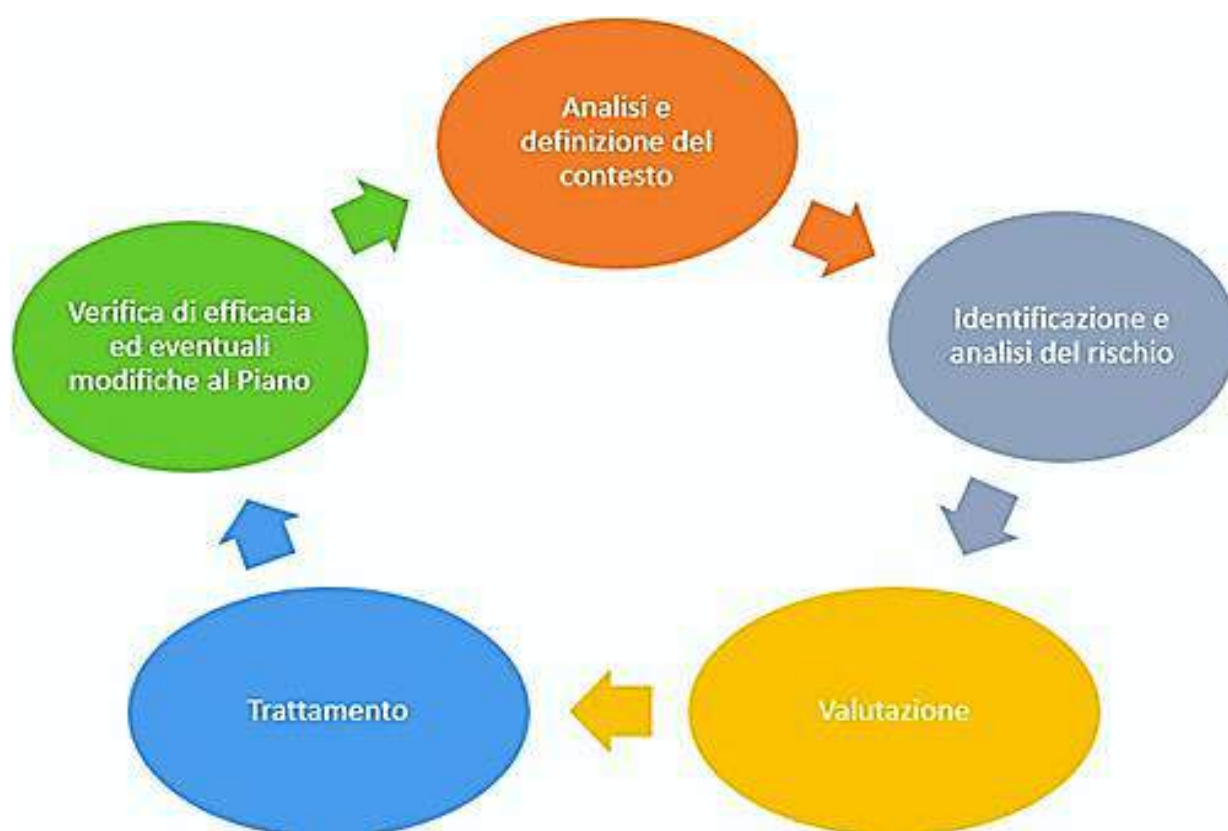 Analisi e
definizione del
contesto
Identificazione e
analisi del rischio
Valutazione
Trattamento
Verifica di efficacia
ed eventuali
modifiche al Piano